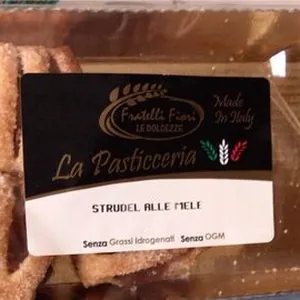 Fratelli Fiori
LE DOLCEZZE
Made
In Italy
La Pasticceria
STRUDEL ALLE MELE
Senza Grassi Idrogenati Senza OGM